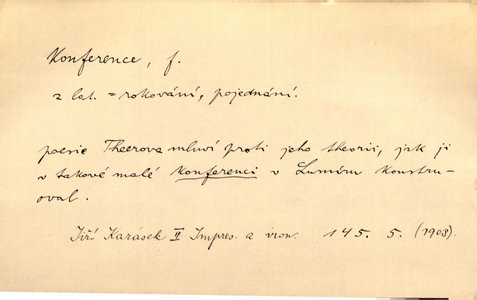 Konference, f.
z lat. = rokování, pojednání.
poesie Theerova mluví proti jeho theorii, jak ji
v takové malé konferenci v Lumíru konstru-
oval.
Jiří Karásek II Impres. a iron. 145. 5. (1903).